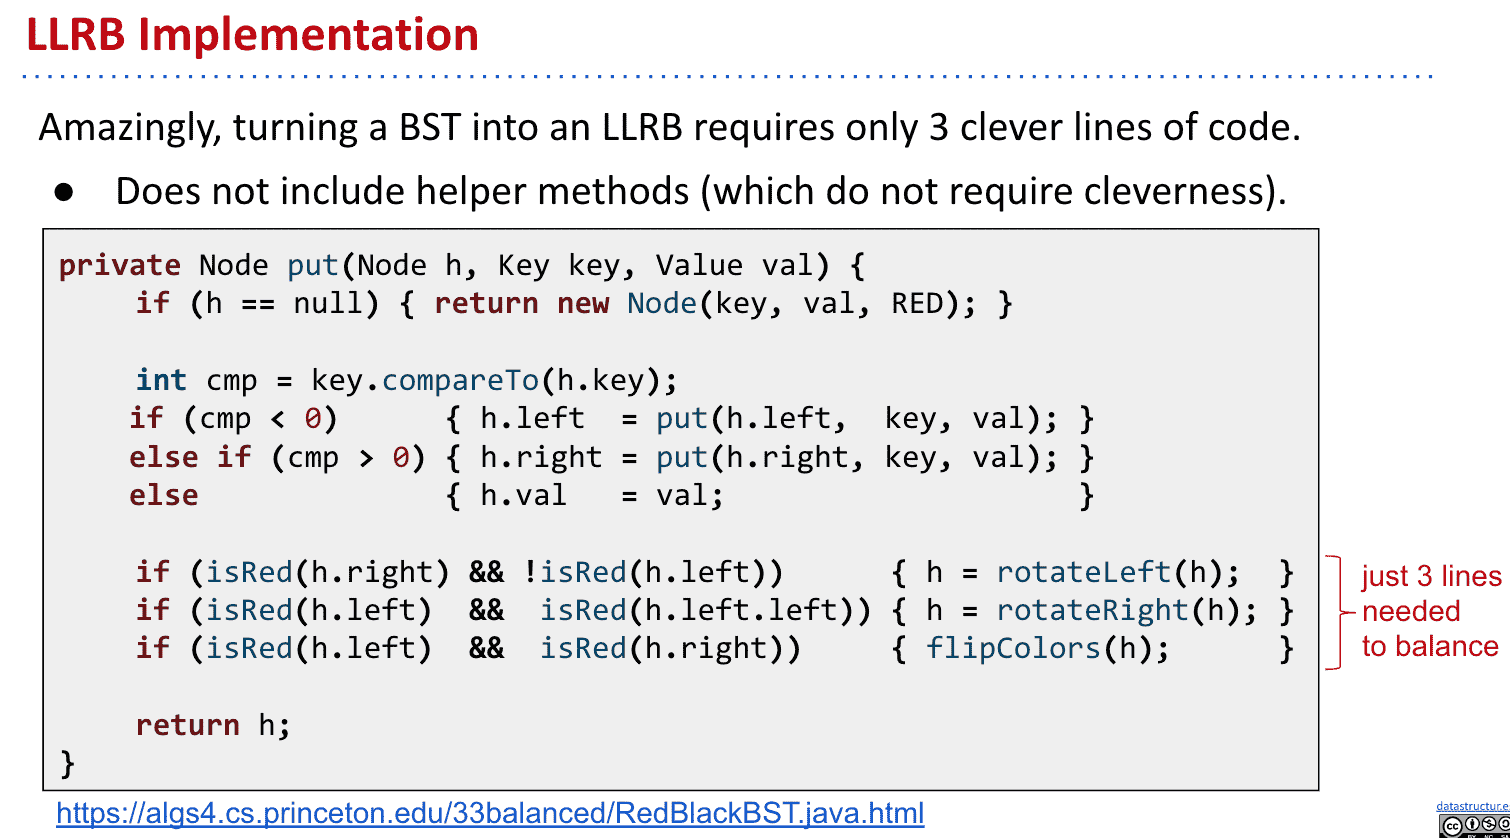 LLRB Implementation
Amazingly, turning a BST into an LLRB requires only 3 clever lines of code.
● Does not include helper methods (which do not require cleverness).
private Node put(Node h, Key key, Value val) {
if (h == null) { return new Node(key, val, RED); }
int cmp = key.compareTo(h.key);
if (cmp < 0) { h.left = put(h.left, key, val); }
else if (cmp > 0) { h.right = put(h.right, key, val); }
else { h.val = val; }
if (isRed(h.right) && !isRed(h.left)) { h = rotateLeft(h); }
if (isRed(h.left) && isRed(h.left.left)) { h = rotateRight(h); }
if (isRed(h.left) && isRed(h.right)) { flipColors(h); }
return h;
}
just 3 lines
needed
to balance
https://algs4.cs.princeton.edu/33balanced/RedBlackBST.java.html
datastructur.e